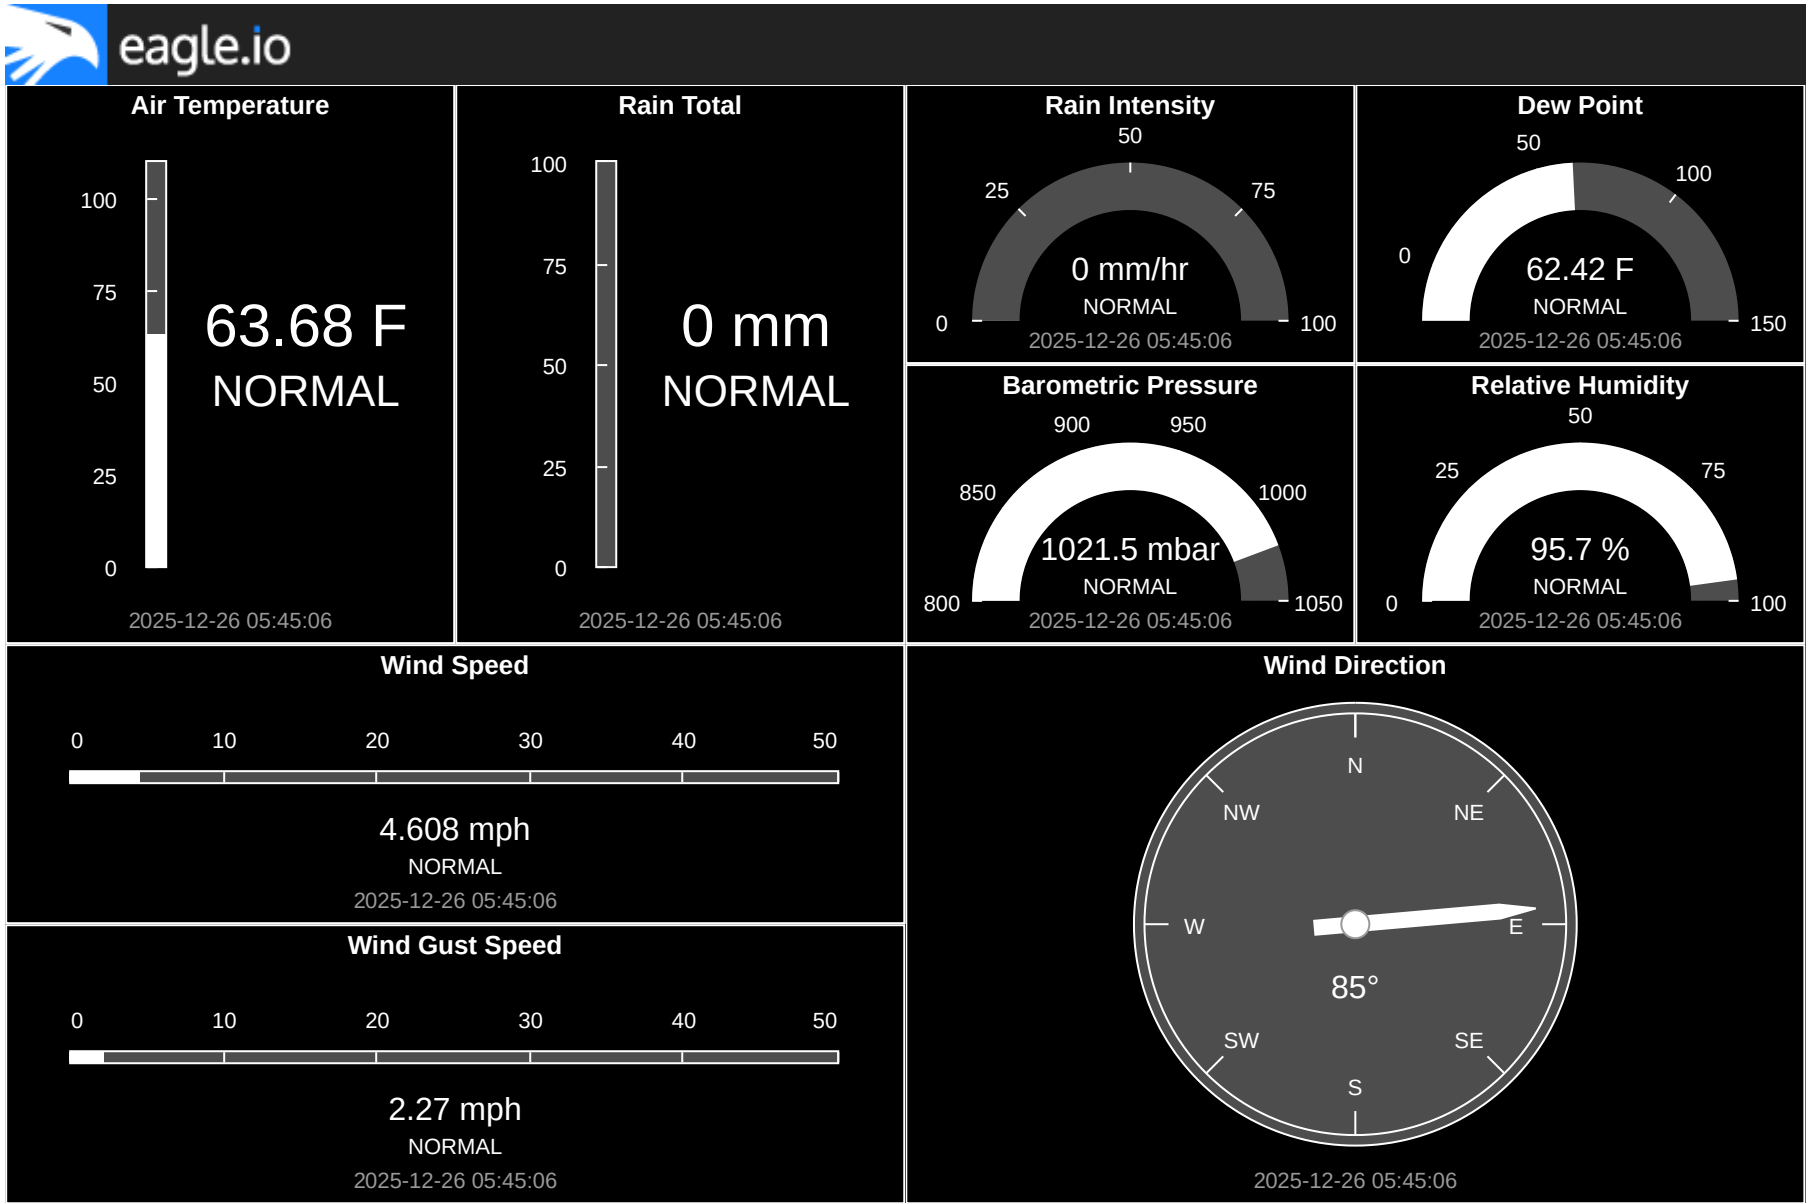 eagle.io
Air Temperature
100
75
50
25
0
63.68 F
NORMAL
2025-12-26 05:45:06
Rain Total
100
75
50
25
0
0 mm
NORMAL
2025-12-26 05:45:06
Rain Intensity
0
25
50
75
100
0 mm/hr
NORMAL
2025-12-26 05:45:06
Dew Point
0
50
100
150
62.42 F
NORMAL
2025-12-26 05:45:06
Barometric Pressure
800
850
900
950
1000
1050
1021.5 mbar
NORMAL
2025-12-26 05:45:06
Relative Humidity
0
25
50
75
100
95.7 %
NORMAL
2025-12-26 05:45:06
Wind Speed
0 10 20 30 40 50
4.608 mph
NORMAL
2025-12-26 05:45:06
Wind Gust Speed
0 10 20 30 40 50
2.27 mph
NORMAL
2025-12-26 05:45:06
Wind Direction
N
NW NE
W E
85°
SW SE
S
2025-12-26 05:45:06